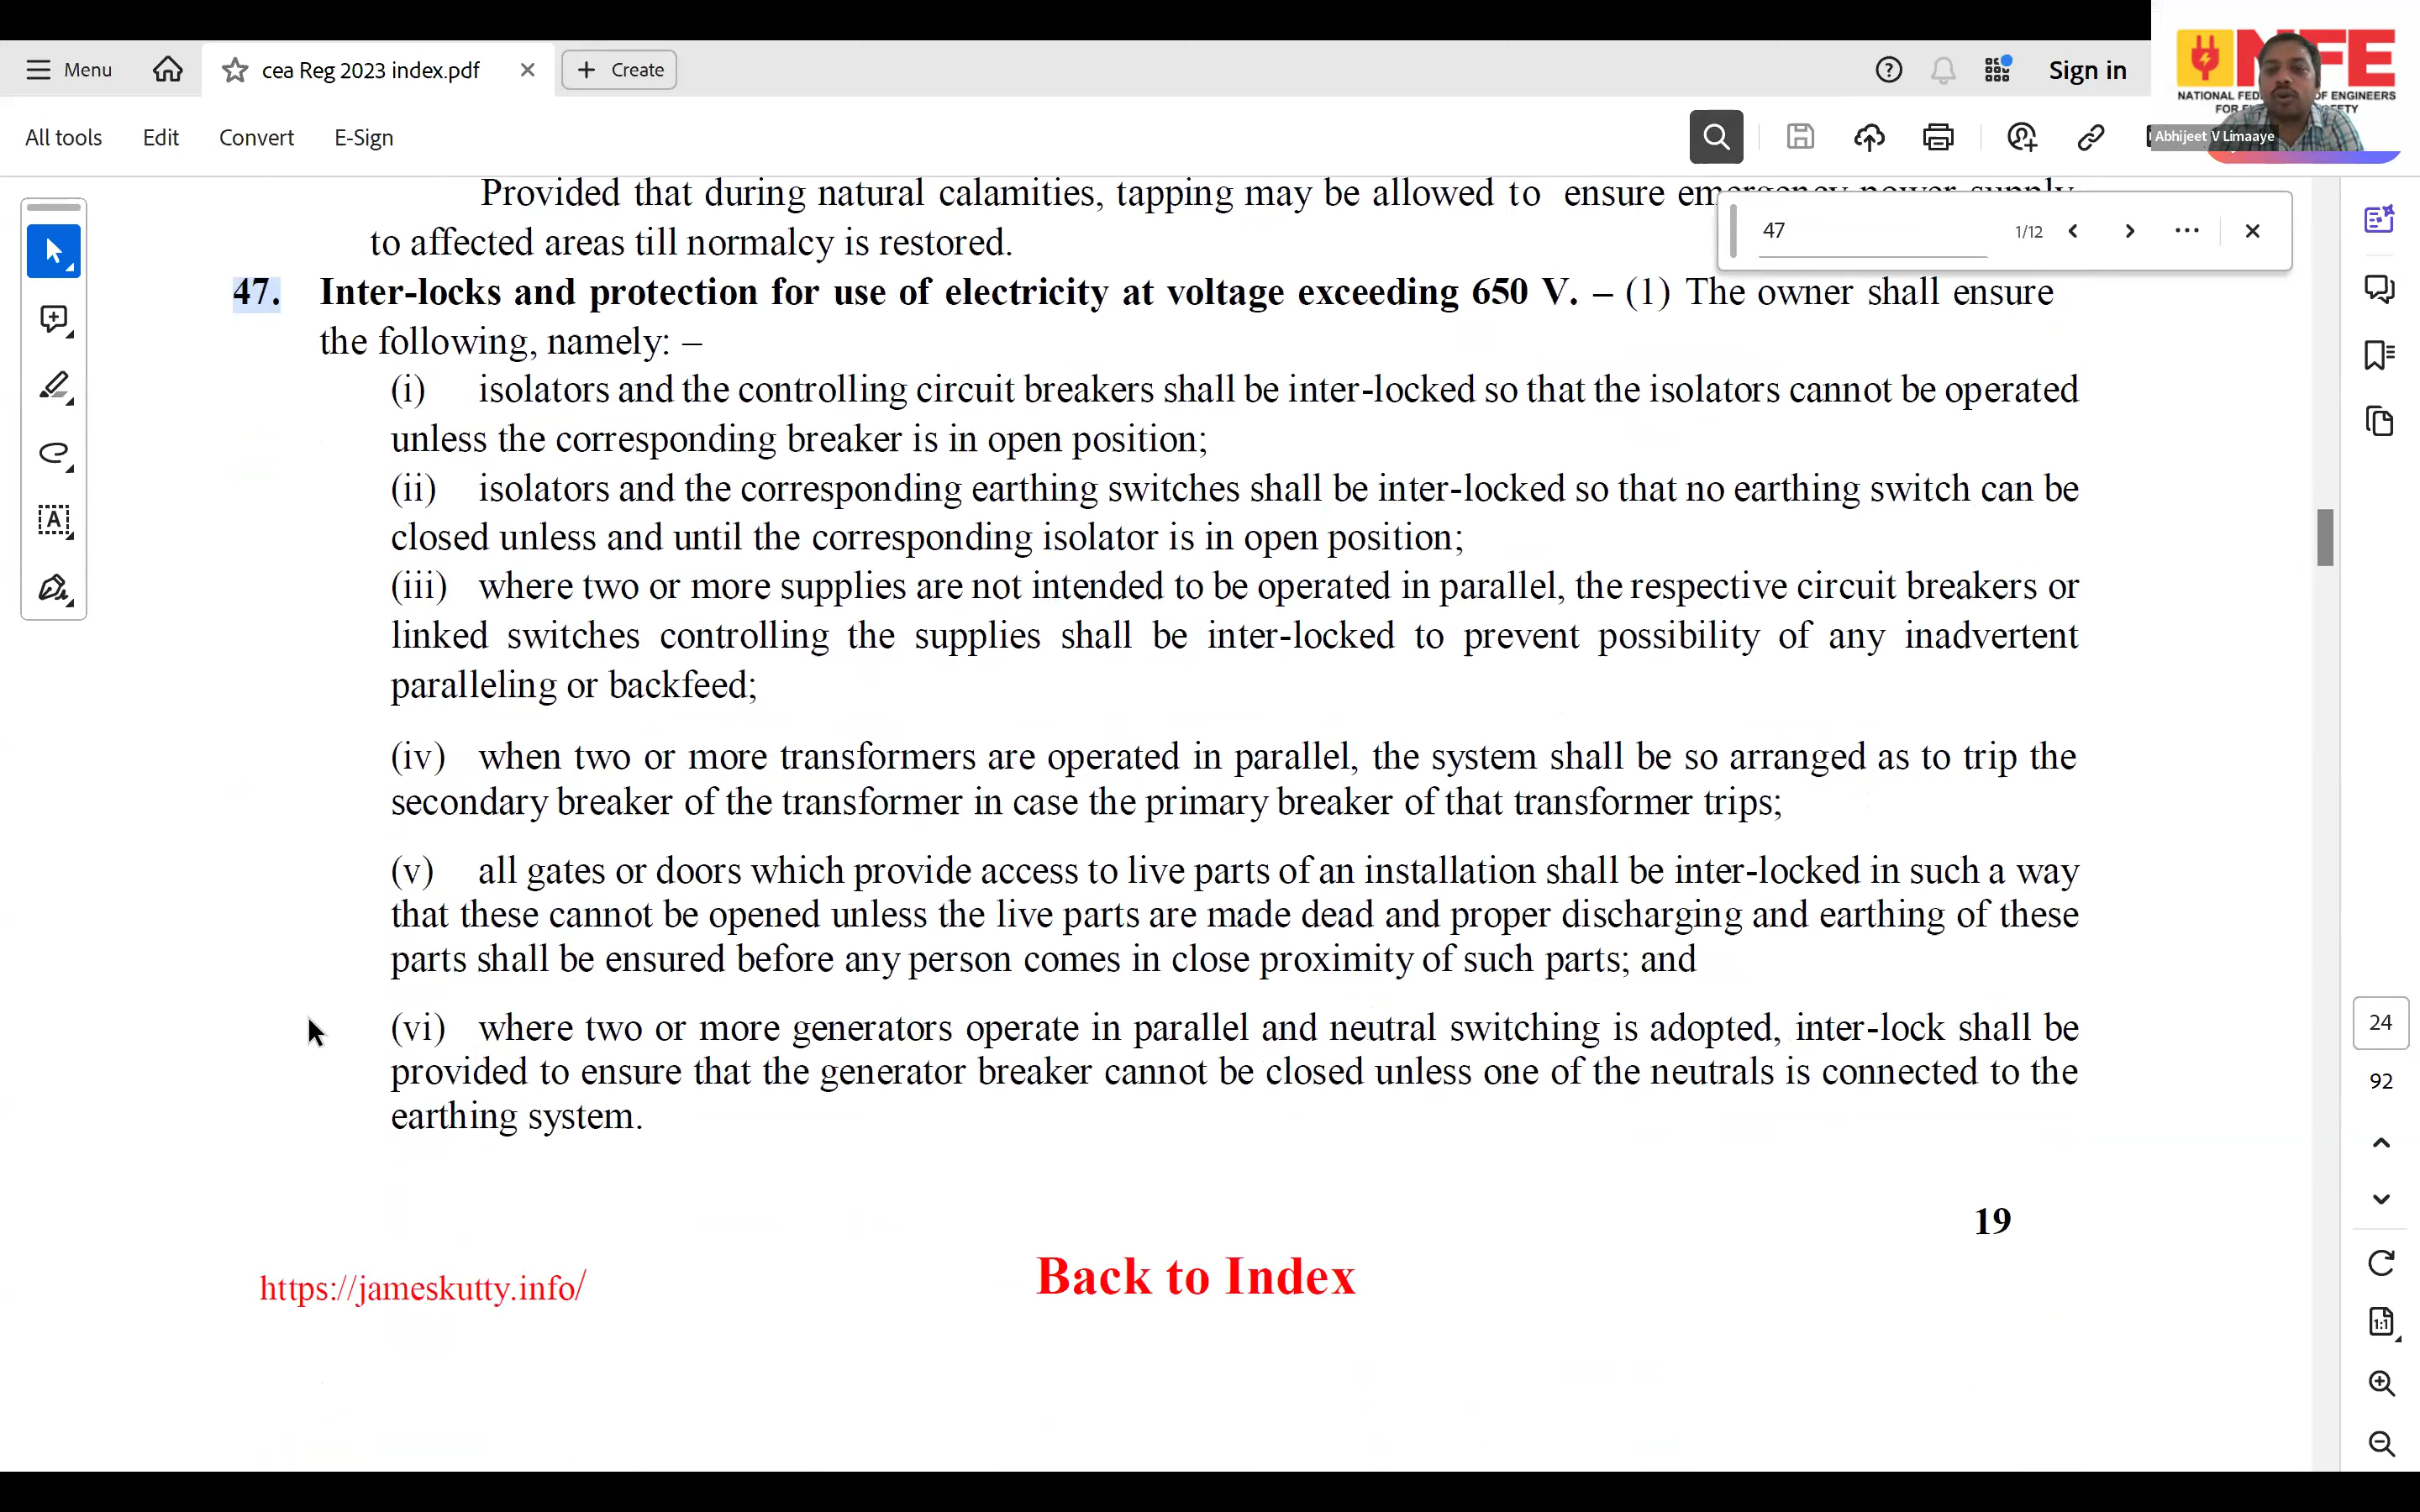 Menu
cea Reg 2023 index.pdf
Create
Sign in
NFE
NATIONAL FED OF ENGINEERS
Abhijeet V Limaaye
All tools Edit Convert E-Sign
47
1/12
Provided that during natural calamities, tapping may be allowed to ensure emergency power supply
to affected areas till normalcy is restored.
47. Inter-locks and protection for use of electricity at voltage exceeding 650 V. – (1) The owner shall ensure
the following, namely: –
(i) isolators and the controlling circuit breakers shall be inter-locked so that the isolators cannot be operated
unless the corresponding breaker is in open position;
(ii) isolators and the corresponding earthing switches shall be inter-locked so that no earthing switch can be
closed unless and until the corresponding isolator is in open position;
(iii) where two or more supplies are not intended to be operated in parallel, the respective circuit breakers or
linked switches controlling the supplies shall be inter-locked to prevent possibility of any inadvertent
paralleling or backfeed;
(iv) when two or more transformers are operated in parallel, the system shall be so arranged as to trip the
secondary breaker of the transformer in case the primary breaker of that transformer trips;
(v) all gates or doors which provide access to live parts of an installation shall be inter-locked in such a way
that these cannot be opened unless the live parts are made dead and proper discharging and earthing of these
parts shall be ensured before any person comes in close proximity of such parts; and
(vi) where two or more generators operate in parallel and neutral switching is adopted, inter-lock shall be
provided to ensure that the generator breaker cannot be closed unless one of the neutrals is connected to the
earthing system.
24
92
19
Back to Index
https://jameskutty.info/
1:1